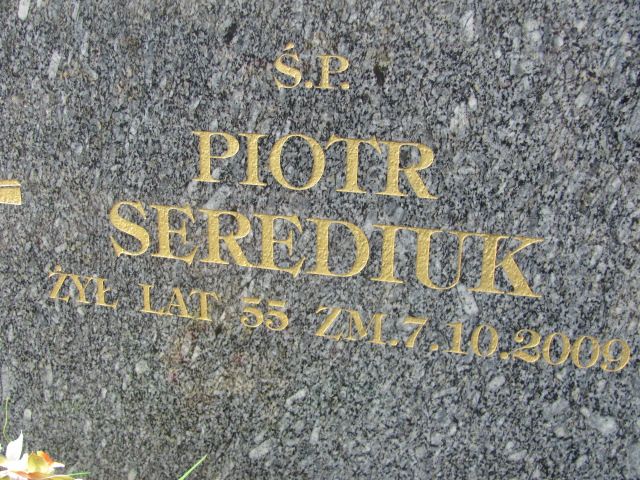 Ś.P.
PIOTR
SEREDIUK
ŻYŁ LAT 55 ZM.7.10.2009